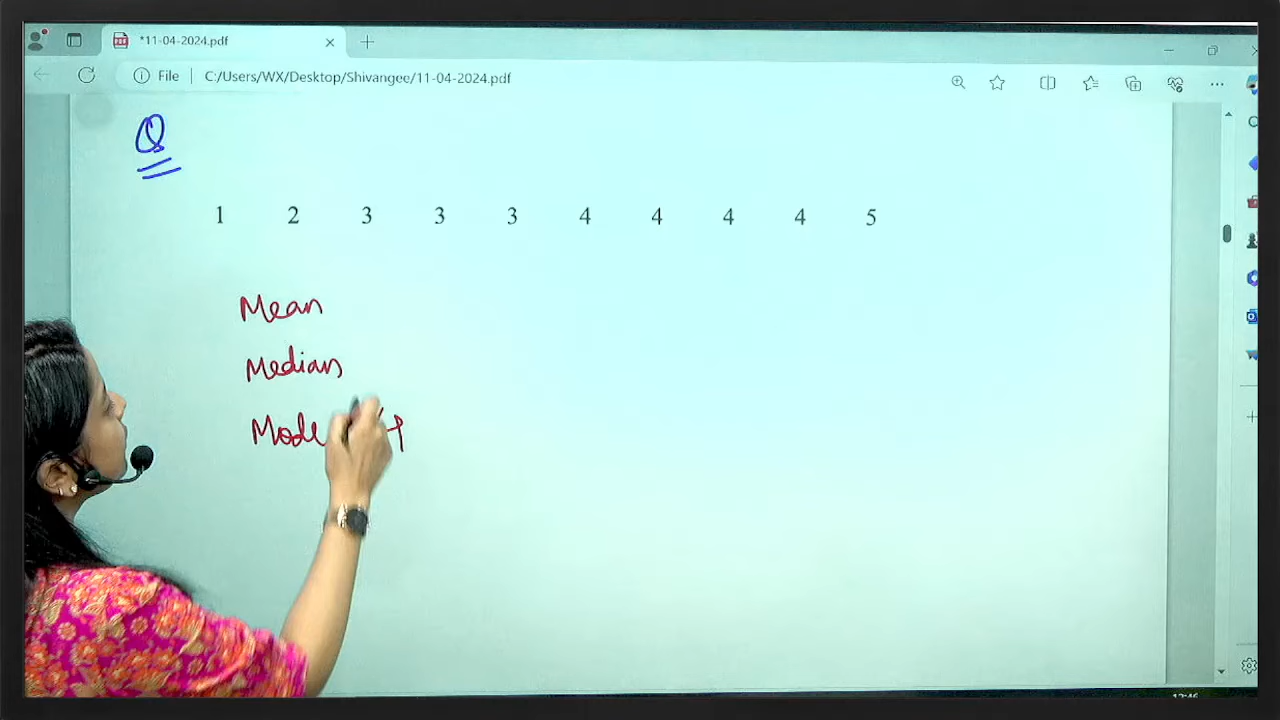 *11-04-2024.pdf
File C:/Users/WX/Desktop/Shivangee/11-04-2024.pdf
Q
1 2 3 3 3 4 4 4 4 5
Mean
Median
Mode 4